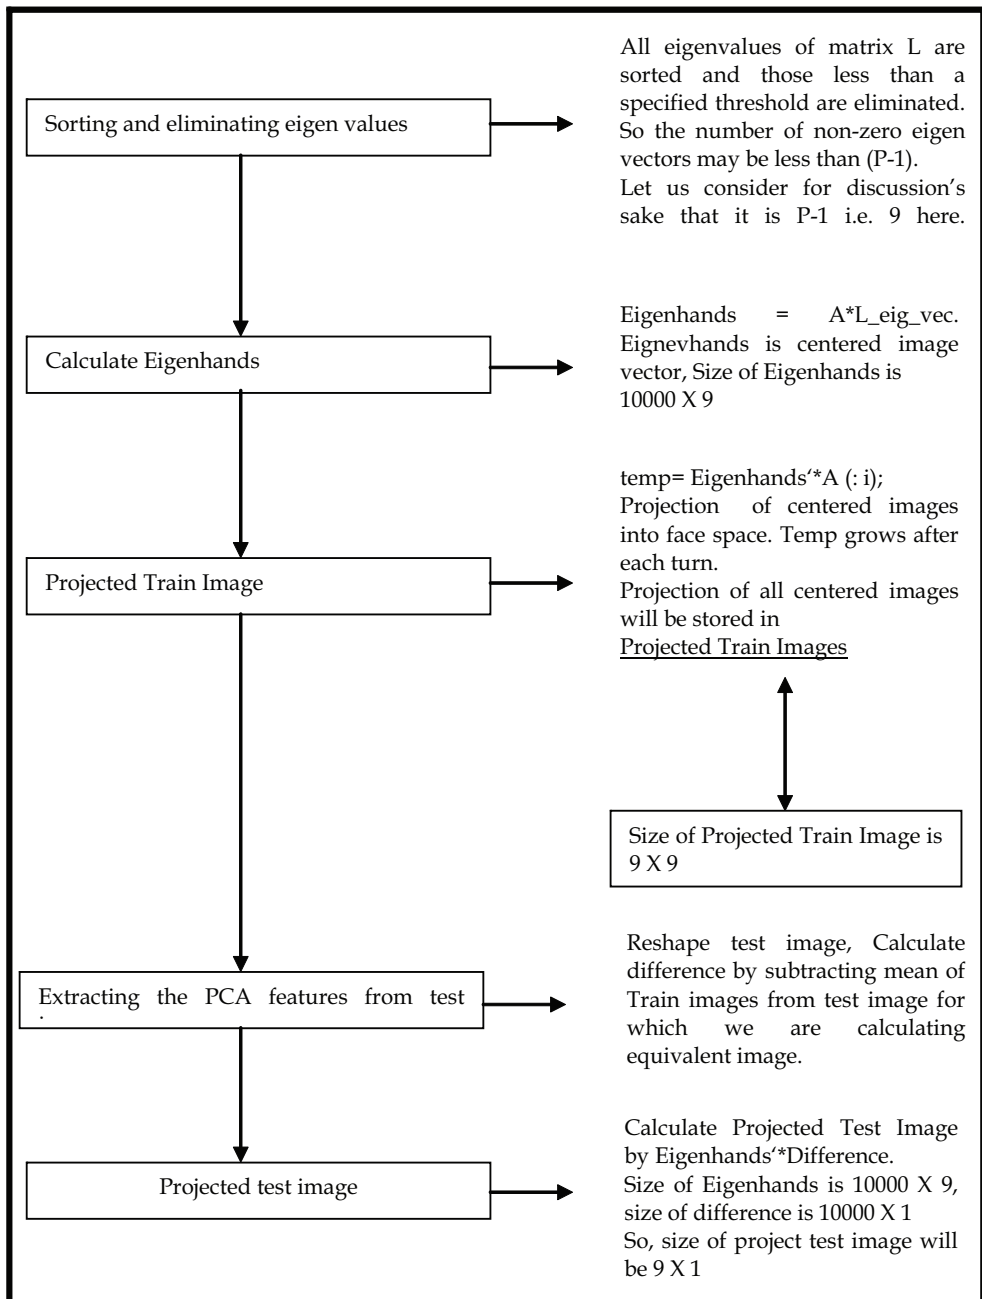 Sorting and eliminating eigen values
All eigenvalues of matrix L are
sorted and those less than a
specified threshold are eliminated.
So the number of non-zero eigen
vectors may be less than (P-1).
Let us consider for discussion’s
sake that it is P-1 i.e. 9 here.
Calculate Eigenhands
Eigenhands = A*L_eig_vec.
Eignevhands is centered image
vector, Size of Eigenhands is
10000 X 9
Projected Train Image
temp= Eigenhands‘*A (: i);
Projection of centered images
into face space. Temp grows after
each turn.
Projection of all centered images
will be stored in
Projected Train Images
Size of Projected Train Image is
9 X 9
Extracting the PCA features from test
Reshape test image, Calculate
difference by subtracting mean of
Train images from test image for
which we are calculating
equivalent image.
Projected test image
Calculate Projected Test Image
by Eigenhands‘*Difference.
Size of Eigenhands is 10000 X 9,
size of difference is 10000 X 1
So, size of project test image will
be 9 X 1